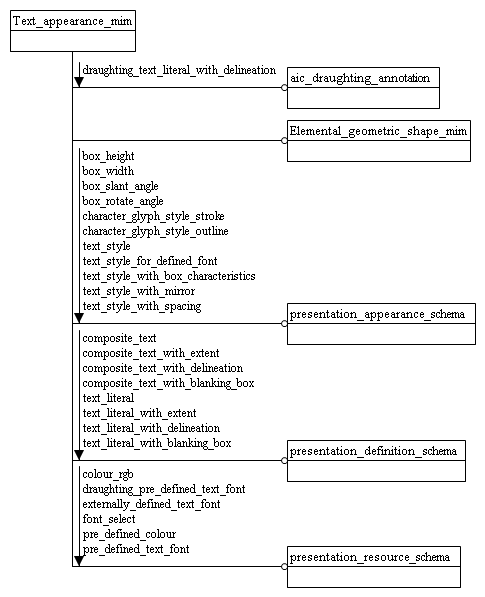 Text_appearance_mim
draughting_text_literal_with_delineation
aic_draughting_annotation
Elemental_geometric_shape_mim
box_height
box_width
box_slant_angle
box_rotate_angle
character_glyph_style_stroke
character_glyph_style_outline
text_style
text_style_for_defined_font
text_style_with_box_characteristics
text_style_with_mirror
text_style_with_spacing
presentation_appearance_schema
composite_text
composite_text_with_extent
composite_text_with_delineation
composite_text_with_blanking_box
text_literal
text_literal_with_extent
text_literal_with_delineation
text_literal_with_blanking_box
presentation_definition_schema
colour_rgb
draughting_pre_defined_text_font
externally_defined_text_font
font_select
pre_defined_colour
pre_defined_text_font
presentation_resource_schema